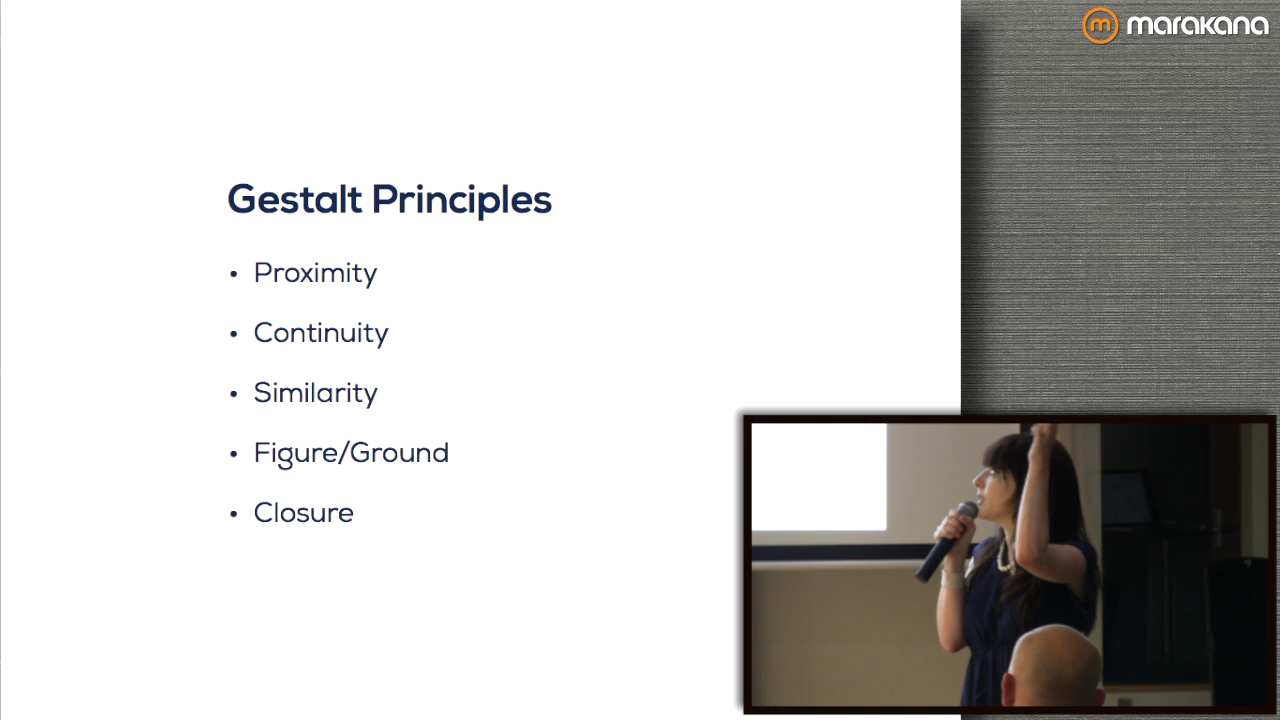 marakana
Gestalt Principles
• Proximity
• Continuity
• Similarity
• Figure/Ground
• Closure